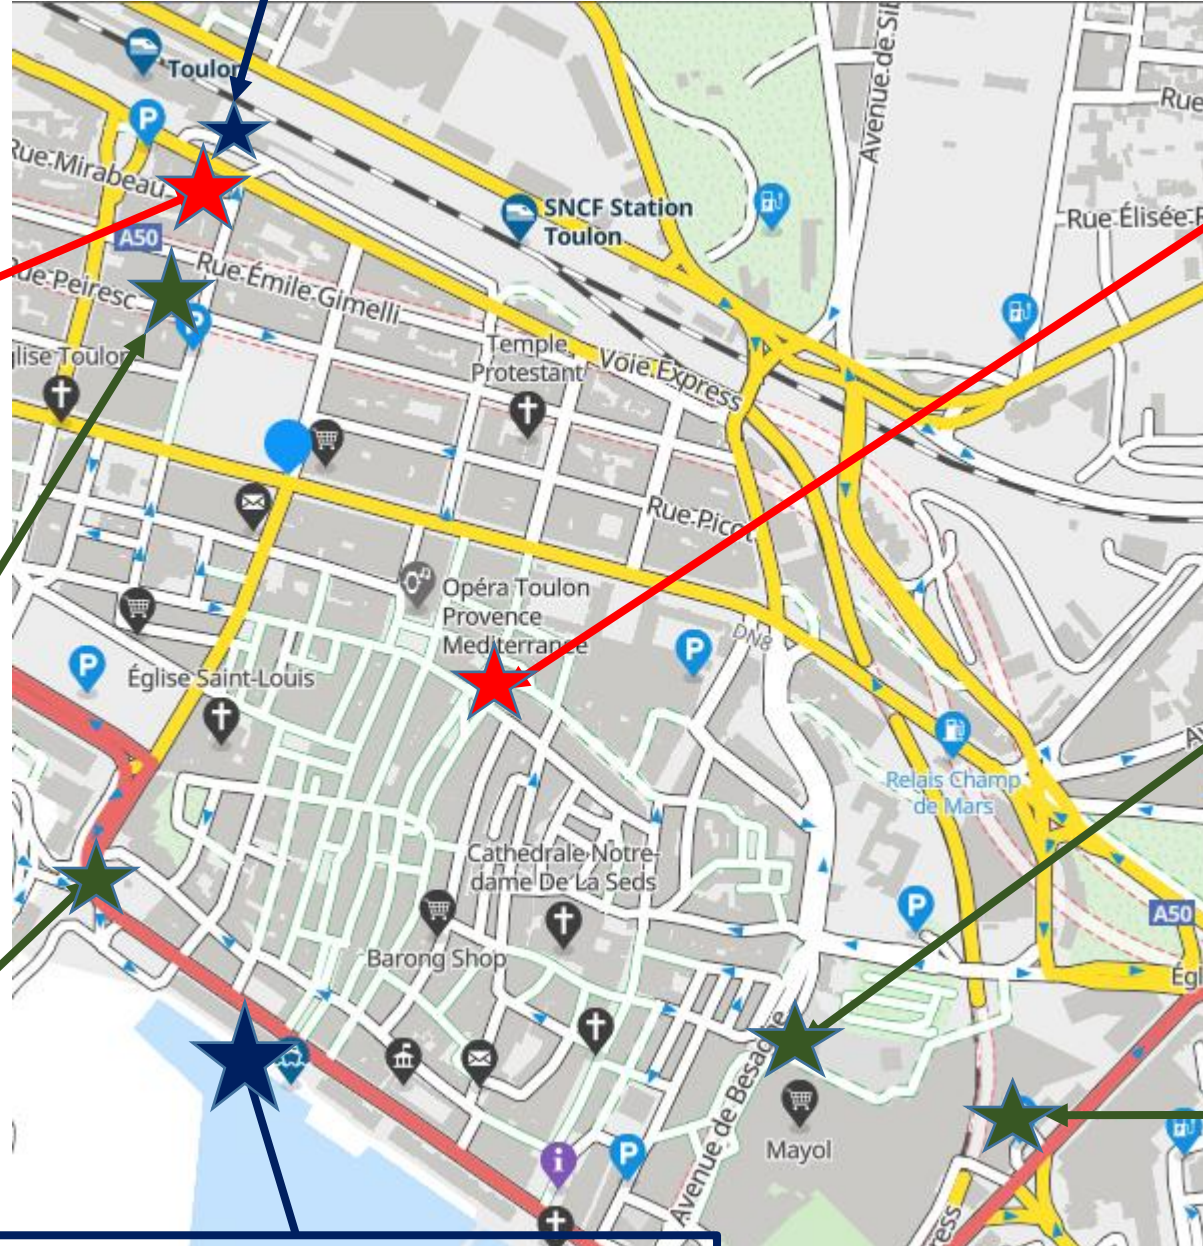 Toulon
P
Avenue de
Rue
Rue Mirabeau
SNCF Station
Toulon
Rue Élisée
A50
Rue Peiresc
Rue Émile Gimelli
P
glise Toulon
Temple
Protestant
Voie Express
Rue Picot
Opéra Toulon
Provence
Mediterranée
DN8
P
P
Église Saint-Louis
Relais Champ
de Mars
Cathedrale Notre-
dame De La Seds
P
A50
Égl
Barong Shop
Avenue de Besagne
Mayol
i
P
ress